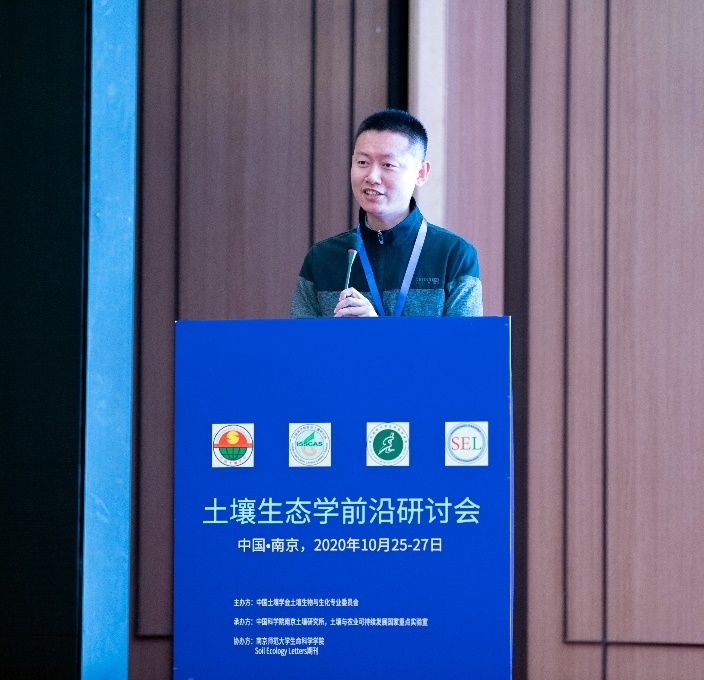 ISSCAS
SEL
土壤生态学前沿研讨会
中国•南京，2020年10月25-27日
主办方：中国土壤学会土壤生物与生化专业委员会
承办方：中国科学院南京土壤研究所，土壤与农业可持续发展国家重点实验室
协办方：南京师范大学生命科学学院
Soil Ecology Letters期刊